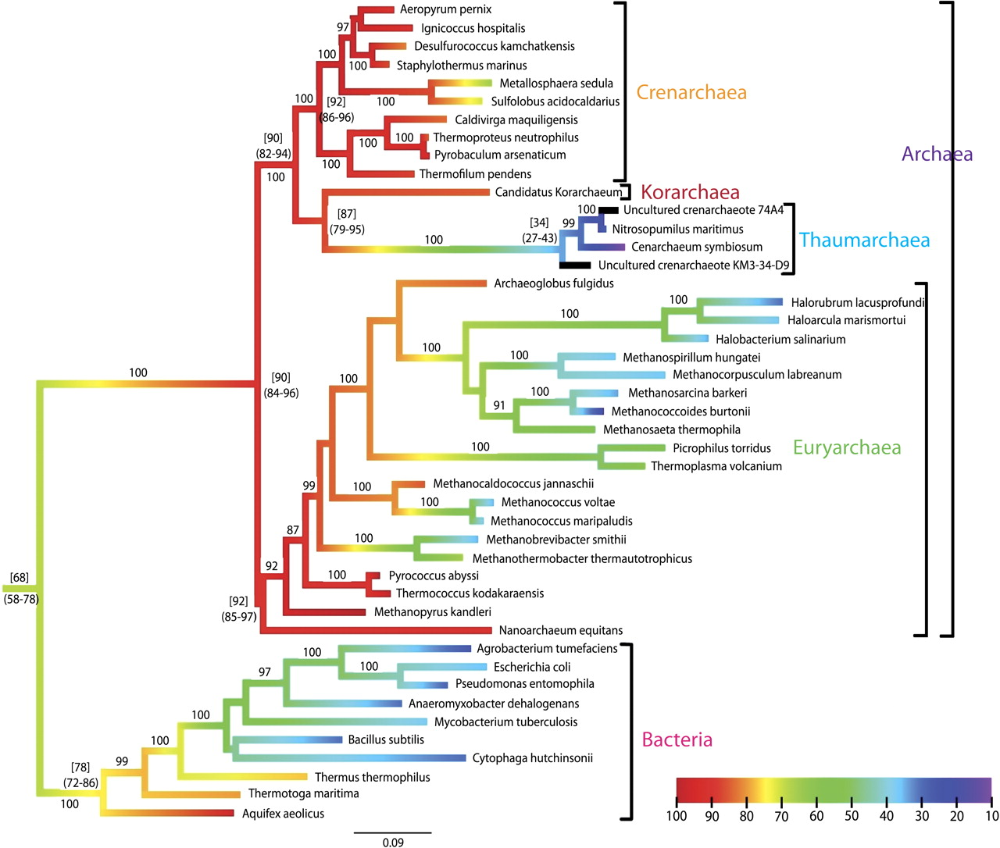 Aeropyrum pernix
97
Ignicoccus hospitalis
Desulfurococcus kamchatkensis
100
100
Staphylothermus marinus
Metallosphaera sedula
Crenarchaea
100
[92]
100
Sulfolobus acidocaldarius
(86-96)
Caldivirga maquiligensis
[90]
100
100
Thermoproteus neutrophilus
(82-94)
Pyrobaculum arsenaticum
Archaea
100
100
Thermofilum pendens
Candidatus Korarchaeum
Korarchaea
[87]
100
Uncultured crenarchaeote 74A4
(79-95)
[34]
99
Nitrosopumilus maritimus
(27-43)
100
Cenarchaeum symbiosum
Thaumarchaea
Uncultured crenarchaeote KM3-34-D9
Archaeoglobus fulgidus
100
Halorubrum lacusprofundi
100
Haloarcula marismortui
Halobacterium salinarium
100
100
Methanospirillum hungatei
Methanocorpusculum labreanum
100
100
[90]
100
Methanosarcina barkeri
(84-96)
91
Methanococcoides burtonii
Methanosaeta thermophila
100
Picrophilus torridus
Euryarchaea
Thermoplasma volcanium
99
100
Methanocaldococcus jannaschii
100
Methanococcus voltae
Methanococcus maripaludis
87
100
Methanobrevibacter smithii
Methanothermobacter thermautotrophicus
92
100
Pyrococcus abyssi
[68]
Thermococcus kodakaraensis
(58-78)
[92]
Methanopyrus kandleri
(85-97)
Nanoarchaeum equitans
100
Agrobacterium tumefaciens
97
100
Escherichia coli
Pseudomonas entomophila
Anaeromyxobacter dehalogenans
100
Mycobacterium tuberculosis
100
Bacillus subtilis
Bacteria
99
Cytophaga hutchinsonii
[78]
(72-86)
Thermus thermophilus
100
Thermotoga maritima
Aquifex aeolicus
100 90 80 70 60 50 40 30 20 10
0.09